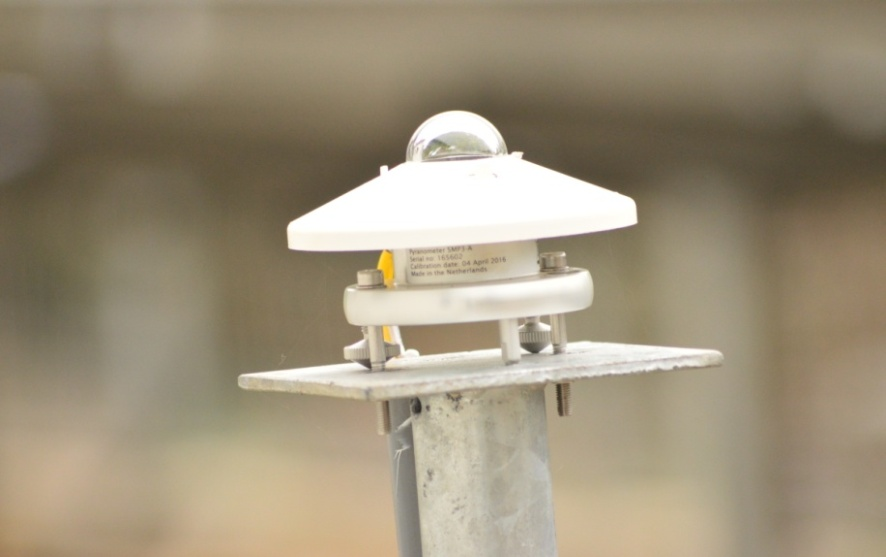 Pyranometer SMP3-A
Serial no: 165602
Calibration date: 04 April 2016
Made in the Netherlands